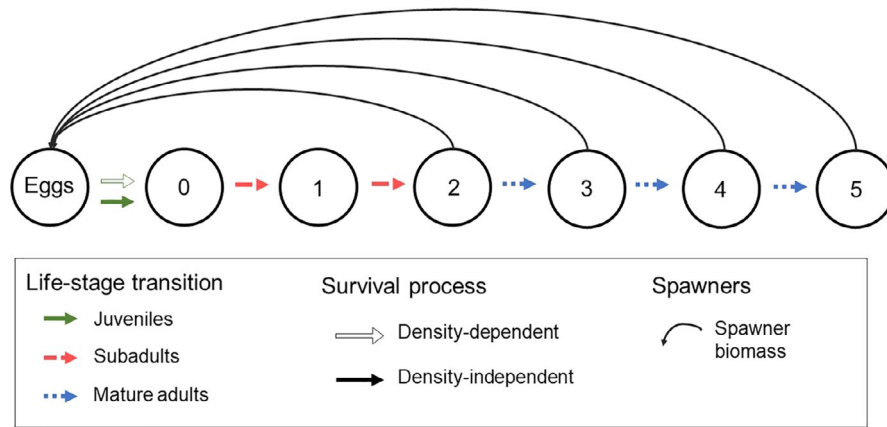 Eggs 0 1 2 3 4 5
Life-stage transition
Juveniles
Subadults
Mature adults
Survival process
Density-dependent
Density-independent
Spawners
Spawner
biomass